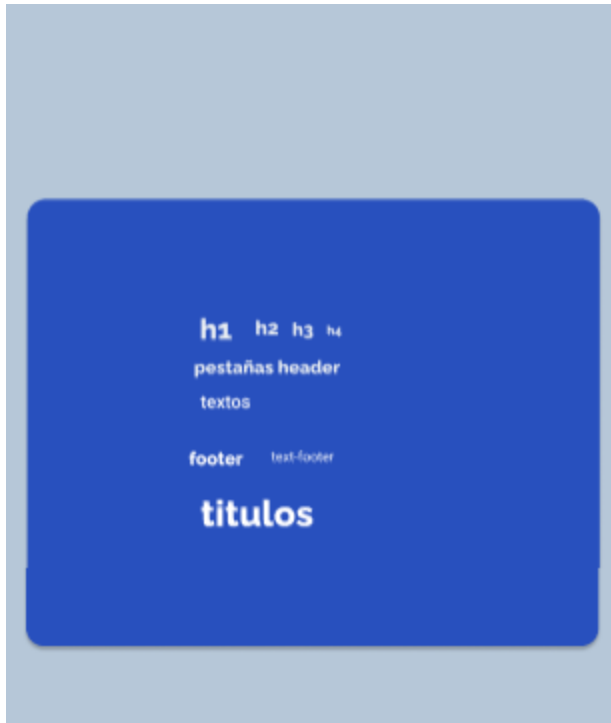 h1 h2 h3 h4
pestañas header
textos
footer text-footer
titulos